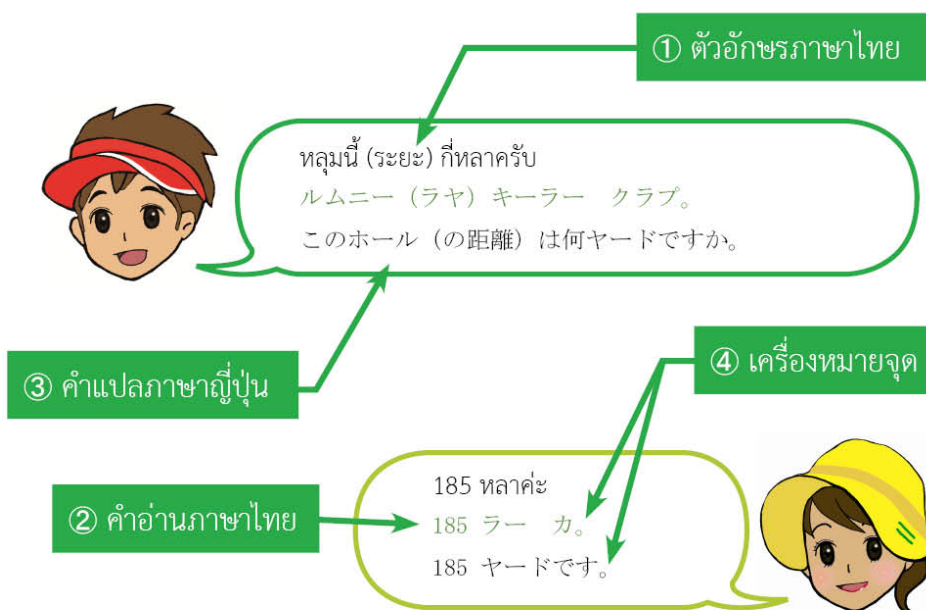 ① ตัวอักษรภาษาไทย
หลุมนี้ (ระยะ) กี่หลาครับ
ルムニー（ラヤ）キーラー　クラプ。
このホール（の距離）は何ヤードですか。
③ คำแปลภาษาญี่ปุ่น
④ เครื่องหมายจุด
② คำอ่านภาษาไทย
185 หลาค่ะ
185 ラー　カ。
185 ヤードです。